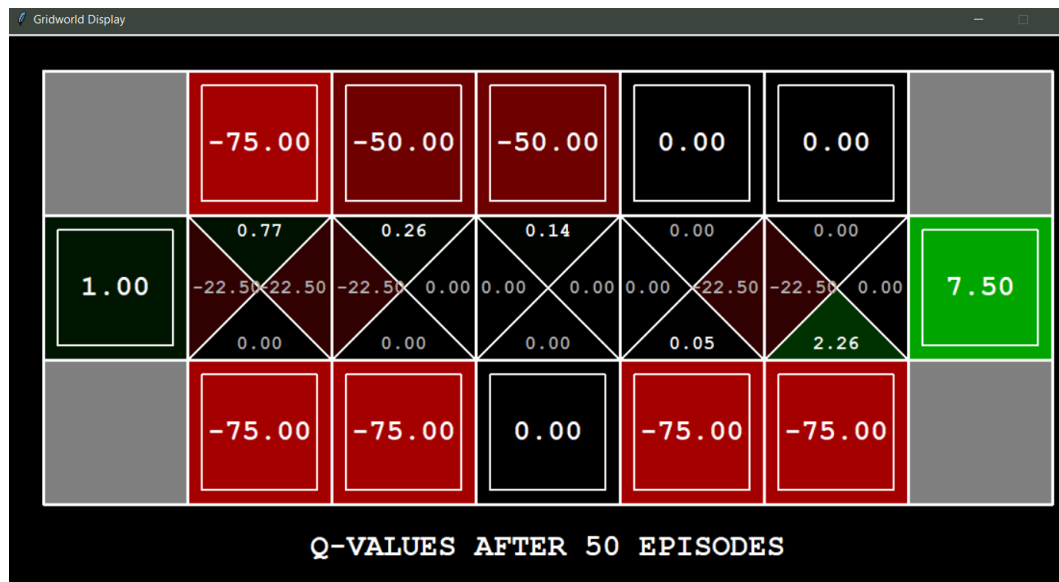 Gridworld Display
-75.00 -50.00 -50.00 0.00 0.00
0.77 0.26 0.14 0.00 0.00
1.00 -22.50 -22.50 -22.50 0.00 0.00 0.00 0.00 -22.50 -22.50 0.00 7.50
0.00 0.00 0.00 0.05 2.26
-75.00 -75.00 0.00 -75.00 -75.00
Q-VALUES AFTER 50 EPISODES